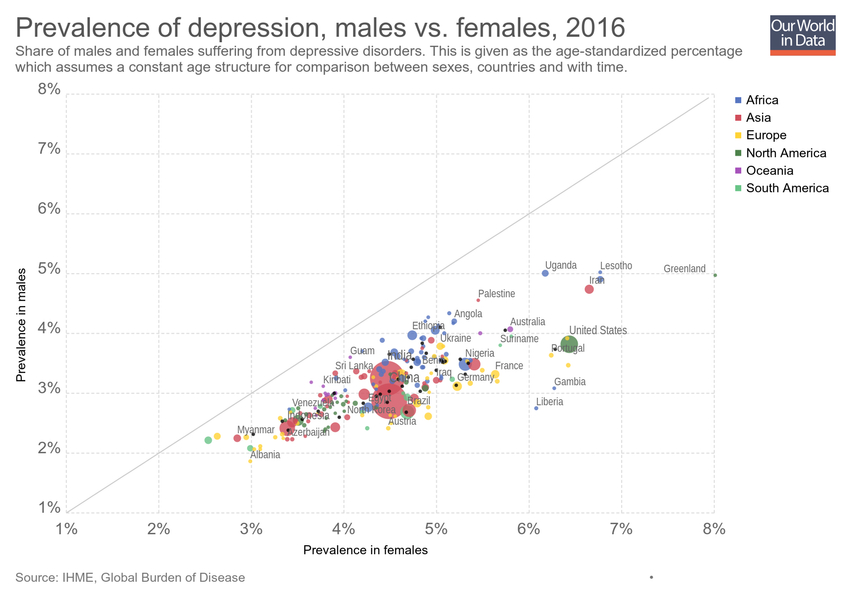 Prevalence of depression, males vs. females, 2016
Our World
in Data
Share of males and females suffering from depressive disorders. This is given as the age-standardized percentage
which assumes a constant age structure for comparison between sexes, countries and with time.
8%
7%
6%
5%
4%
3%
2%
1%
Prevalence in males
Africa
Asia
Europe
North America
Oceania
South America
Uganda
Lesotho
Greenland
Iran
Palestine
Angola
Ethiopia
Australia
United States
Ukraine
Suriname
Portugal
Guam
India
Nigeria
Sri Lanka
Iraq
France
China
Germany
Kiribati
Gambia
Venezuela
North Korea
Brazil
Liberia
Indonesia
Austria
Myanmar
Azerbaijan
Albania
1%
2%
3%
4%
5%
6%
7%
8%
Prevalence in females
Source: IHME, Global Burden of Disease